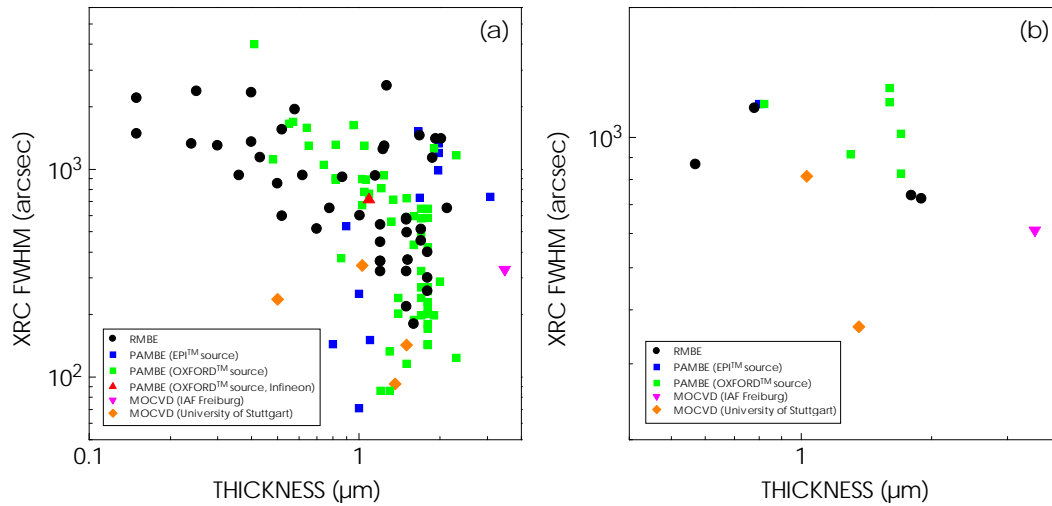 (a)
XRC FWHM (arcsec)
10³
10²
0.1
1
THICKNESS (µm)
RMBE
PAMBE (EPI™ source)
PAMBE (OXFORD™ source)
PAMBE (OXFORD™ source, Infineon)
MOCVD (IAF Freiburg)
MOCVD (University of Stuttgart)
(b)
XRC FWHM (arcsec)
10³
1
THICKNESS (µm)
RMBE
PAMBE (EPI™ source)
PAMBE (OXFORD™ source)
MOCVD (IAF Freiburg)
MOCVD (University of Stuttgart)